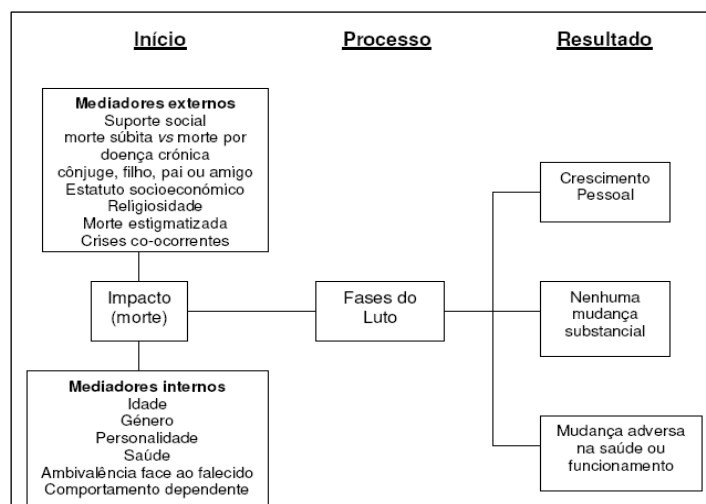 Início
Processo
Resultado
Mediadores externos
Suporte social
morte súbita vs morte por
doença crónica
cônjuge, filho, pai ou amigo
Estatuto socioeconómico
Religiosidade
Morte estigmatizada
Crises co-ocorrentes
Impacto
(morte)
Mediadores internos
Idade
Género
Personalidade
Saúde
Ambivalência face ao falecido
Comportamento dependente
Fases do
Luto
Crescimento
Pessoal
Nenhuma
mudança
substancial
Mudança adversa
na saúde ou
funcionamento